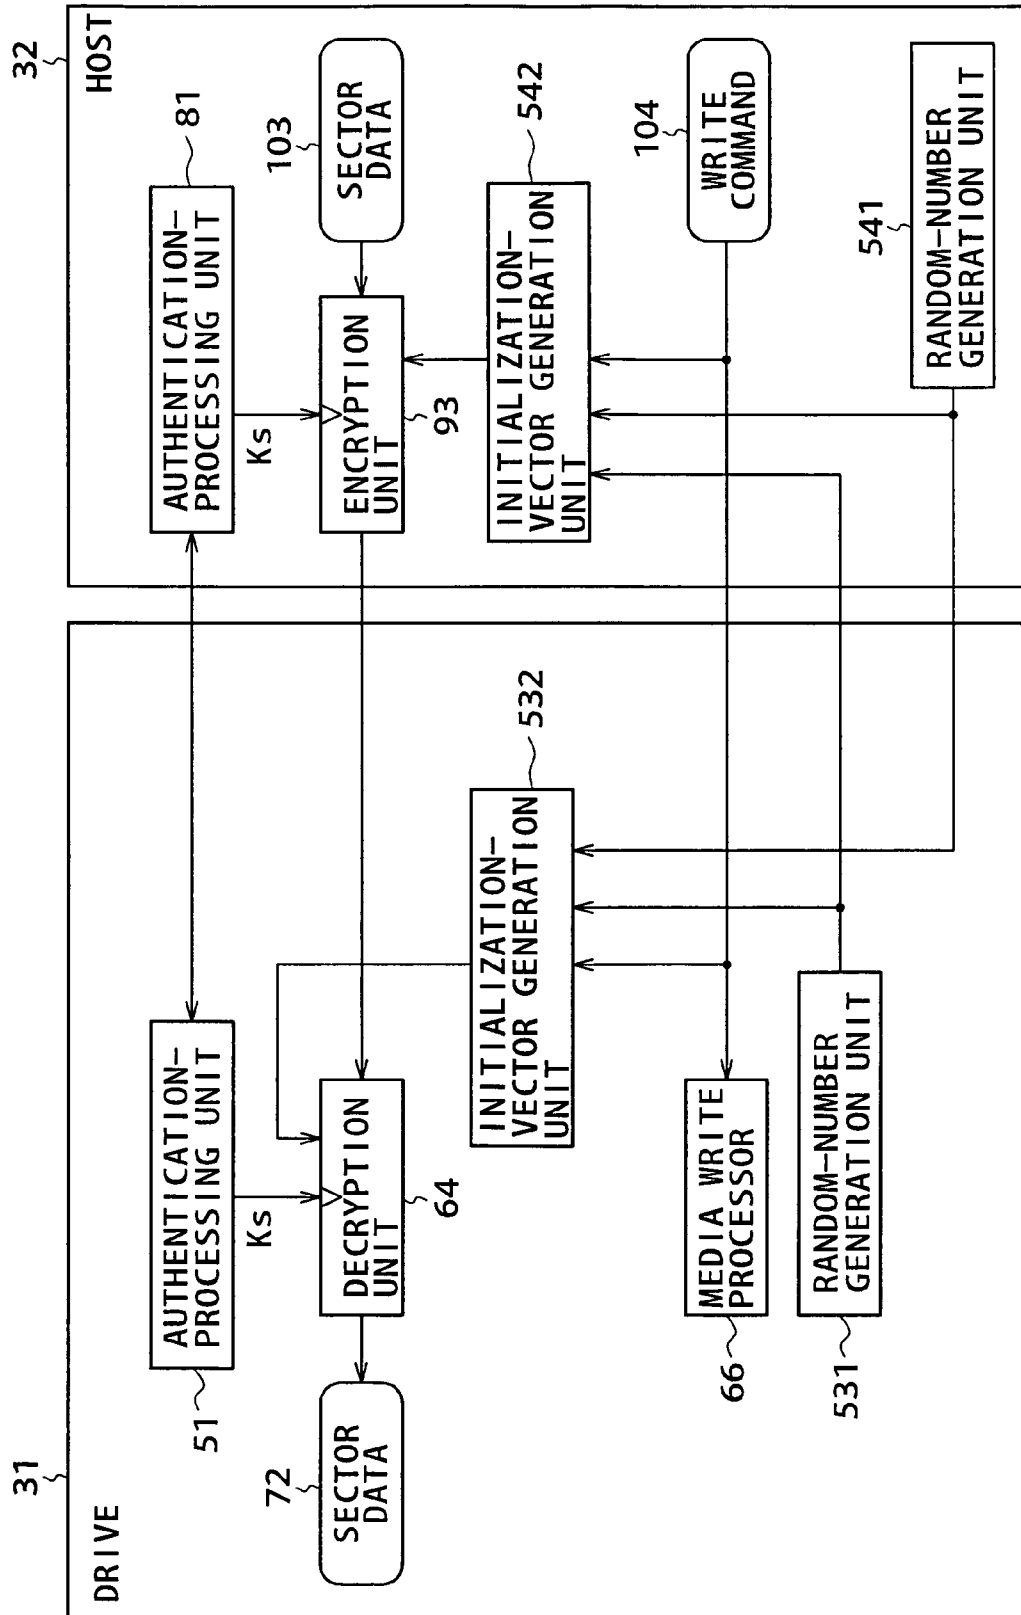 31
DRIVE
51
AUTHENTICATION-
PROCESSING UNIT
Ks
72
SECTOR
DATA
DECRYPTION
UNIT
64
INITIALIZATION-
VECTOR GENERATION
UNIT
532
66
MEDIA WRITE
PROCESSOR
531
RANDOM-NUMBER
GENERATION UNIT
32
HOST
81
AUTHENTICATION-
PROCESSING UNIT
Ks
103
SECTOR
DATA
ENCRYPTION
UNIT
93
INITIALIZATION-
VECTOR GENERATION
UNIT
542
104
WRITE
COMMAND
541
RANDOM-NUMBER
GENERATION UNIT